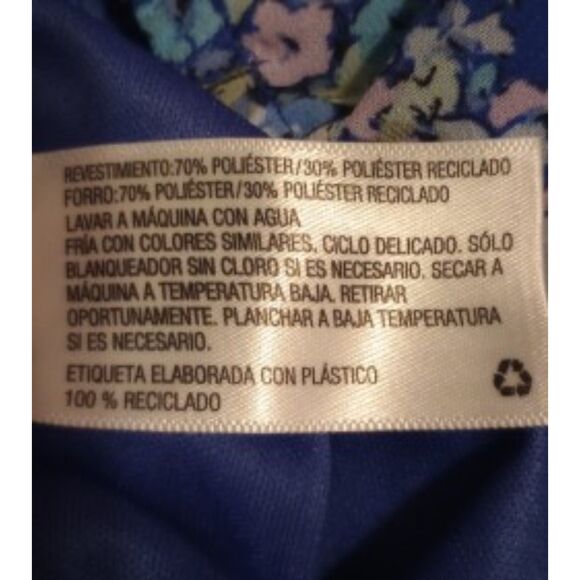 REVESTIMIENTO:70% POLIÉSTER/30% POLIÉSTER RECICLADO
FORRO:70% POLIÉSTER/30% POLIÉSTER RECICLADO
LAVAR A MÁQUINA CON AGUA
FRÍA CON COLORES SIMILARES. CICLO DELICADO. SÓLO
BLANQUEADOR SIN CLORO SI ES NECESARIO. SECAR A
MÁQUINA A TEMPERATURA BAJA. RETIRAR
OPORTUNAMENTE. PLANCHAR A BAJA TEMPERATURA
SI ES NECESARIO.
ETIQUETA ELABORADA CON PLÁSTICO
100 % RECICLADO